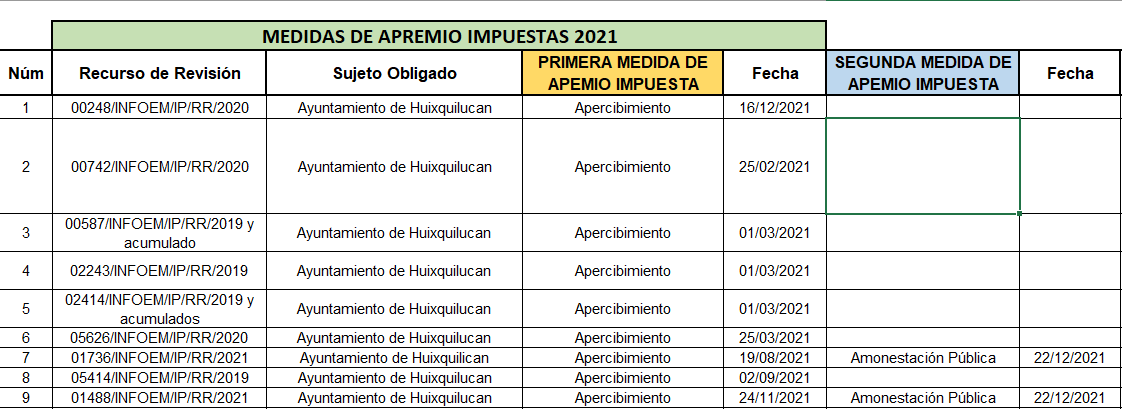 MEDIDAS DE APREMIO IMPUESTAS 2021
Núm Recurso de Revisión Sujeto Obligado PRIMERA MEDIDA DE APEMIO IMPUESTA Fecha SEGUNDA MEDIDA DE APEMIO IMPUESTA Fecha
1 00248/INFOEM/IP/RR/2020 Ayuntamiento de Huixquilucan Apercibimiento 16/12/2021
2 00742/INFOEM/IP/RR/2020 Ayuntamiento de Huixquilucan Apercibimiento 25/02/2021
3 00587/INFOEM/IP/RR/2019 y acumulado Ayuntamiento de Huixquilucan Apercibimiento 01/03/2021
4 02243/INFOEM/IP/RR/2019 Ayuntamiento de Huixquilucan Apercibimiento 01/03/2021
5 02414/INFOEM/IP/RR/2019 y acumulados Ayuntamiento de Huixquilucan Apercibimiento 01/03/2021
6 05626/INFOEM/IP/RR/2020 Ayuntamiento de Huixquilucan Apercibimiento 25/03/2021
7 01736/INFOEM/IP/RR/2021 Ayuntamiento de Huixquilican Apercibimiento 19/08/2021 Amonestación Pública 22/12/2021
8 05414/INFOEM/IP/RR/2019 Ayuntamiento de Huixquilucan Apercibimiento 02/09/2021
9 01488/INFOEM/IP/RR/2021 Ayuntamiento de Huixquilucan Apercibimiento 24/11/2021 Amonestación Pública 22/12/2021